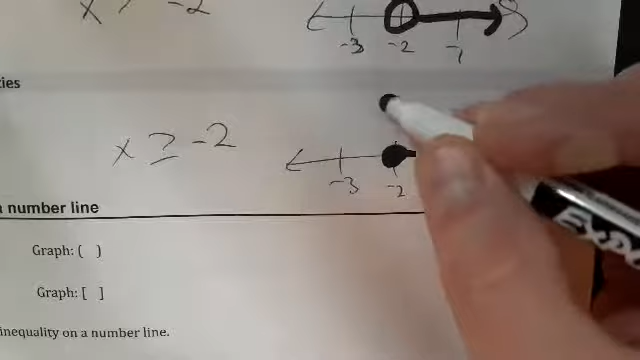 x > -2
-3 -2 -1
ties
x ≥ -2
-3 -2
n number line
Graph: ( )
Graph: [ ]
inequality on a number line.
EXPO